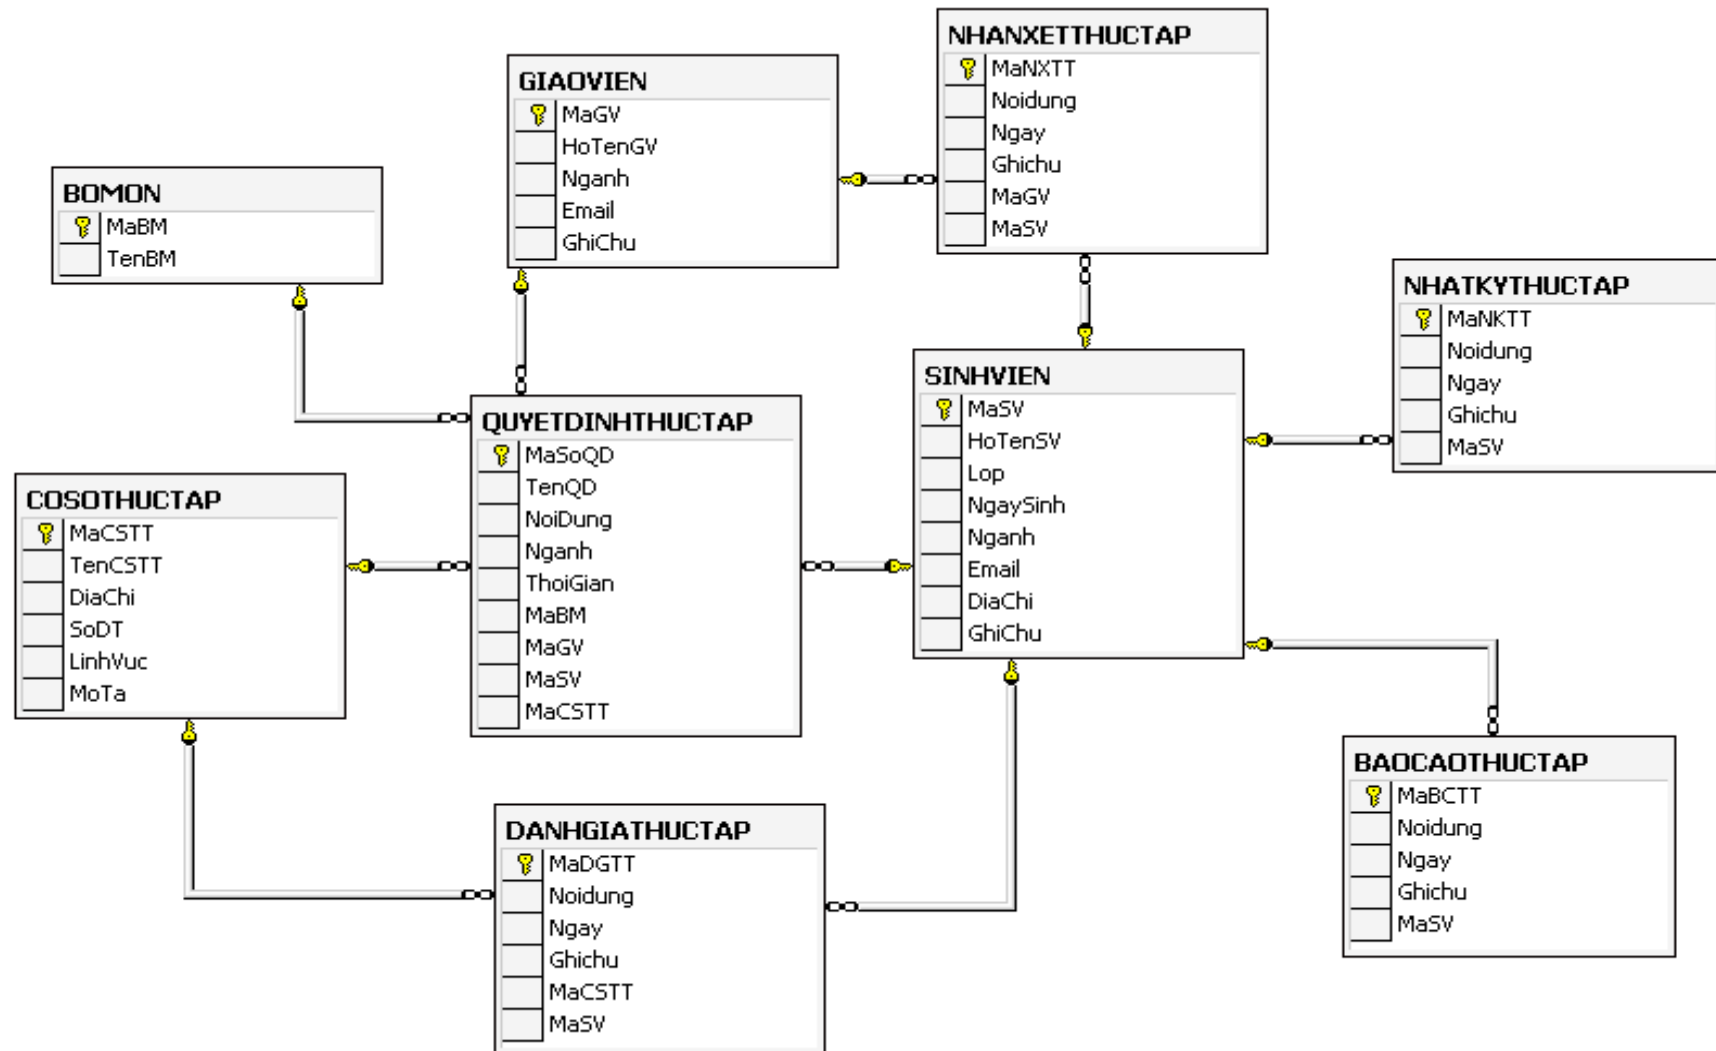 NHANXETTHUCTAP
MaNXTT
Noidung
Ngay
Ghichu
MaGV
MaSV
GIAOVIEN
MaGV
HoTenGV
Nganh
Email
GhiChu
BOMON
MaBM
TenBM
NHATKYTHUCTAP
MaNKTT
Noidung
Ngay
Ghichu
MaSV
SINHVIEN
MaSV
HoTenSV
Lop
NgaySinh
Nganh
Email
DiaChi
GhiChu
QUYETDINHTHUCTAP
MaSoQD
TenQD
NoiDung
Nganh
ThoiGian
MaBM
MaGV
MaSV
MaCSTT
COSOTHUCTAP
MaCSTT
TenCSTT
DiaChi
SoDT
LinhVuc
MoTa
BAOCAOTHUCTAP
MaBCTT
Noidung
Ngay
Ghichu
MaSV
DANHGIATHUCTAP
MaDGTT
Noidung
Ngay
Ghichu
MaCSTT
MaSV